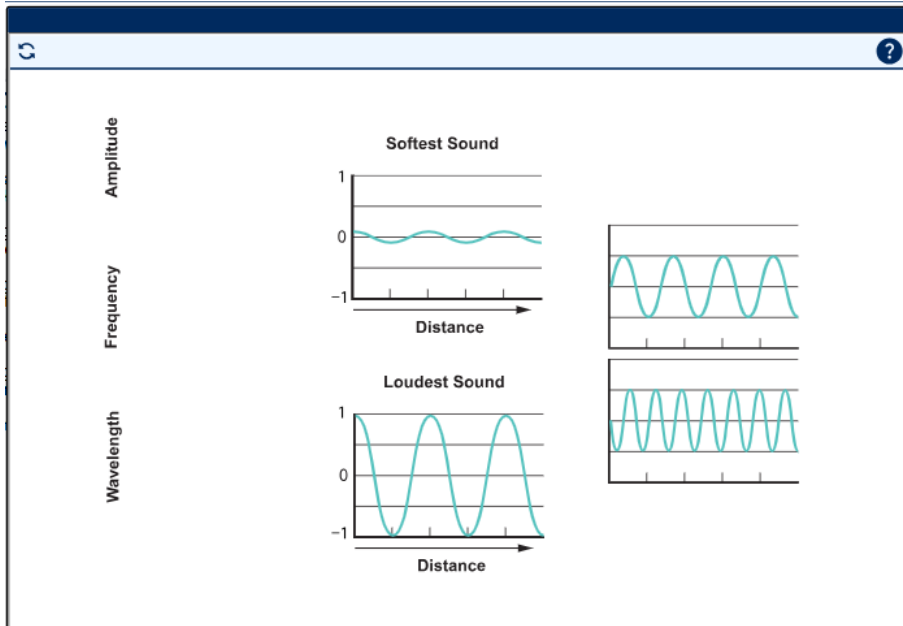 ?
Amplitude
Frequency
Wavelength
Softest Sound
1
0
−1
Distance
Loudest Sound
1
0
−1
Distance